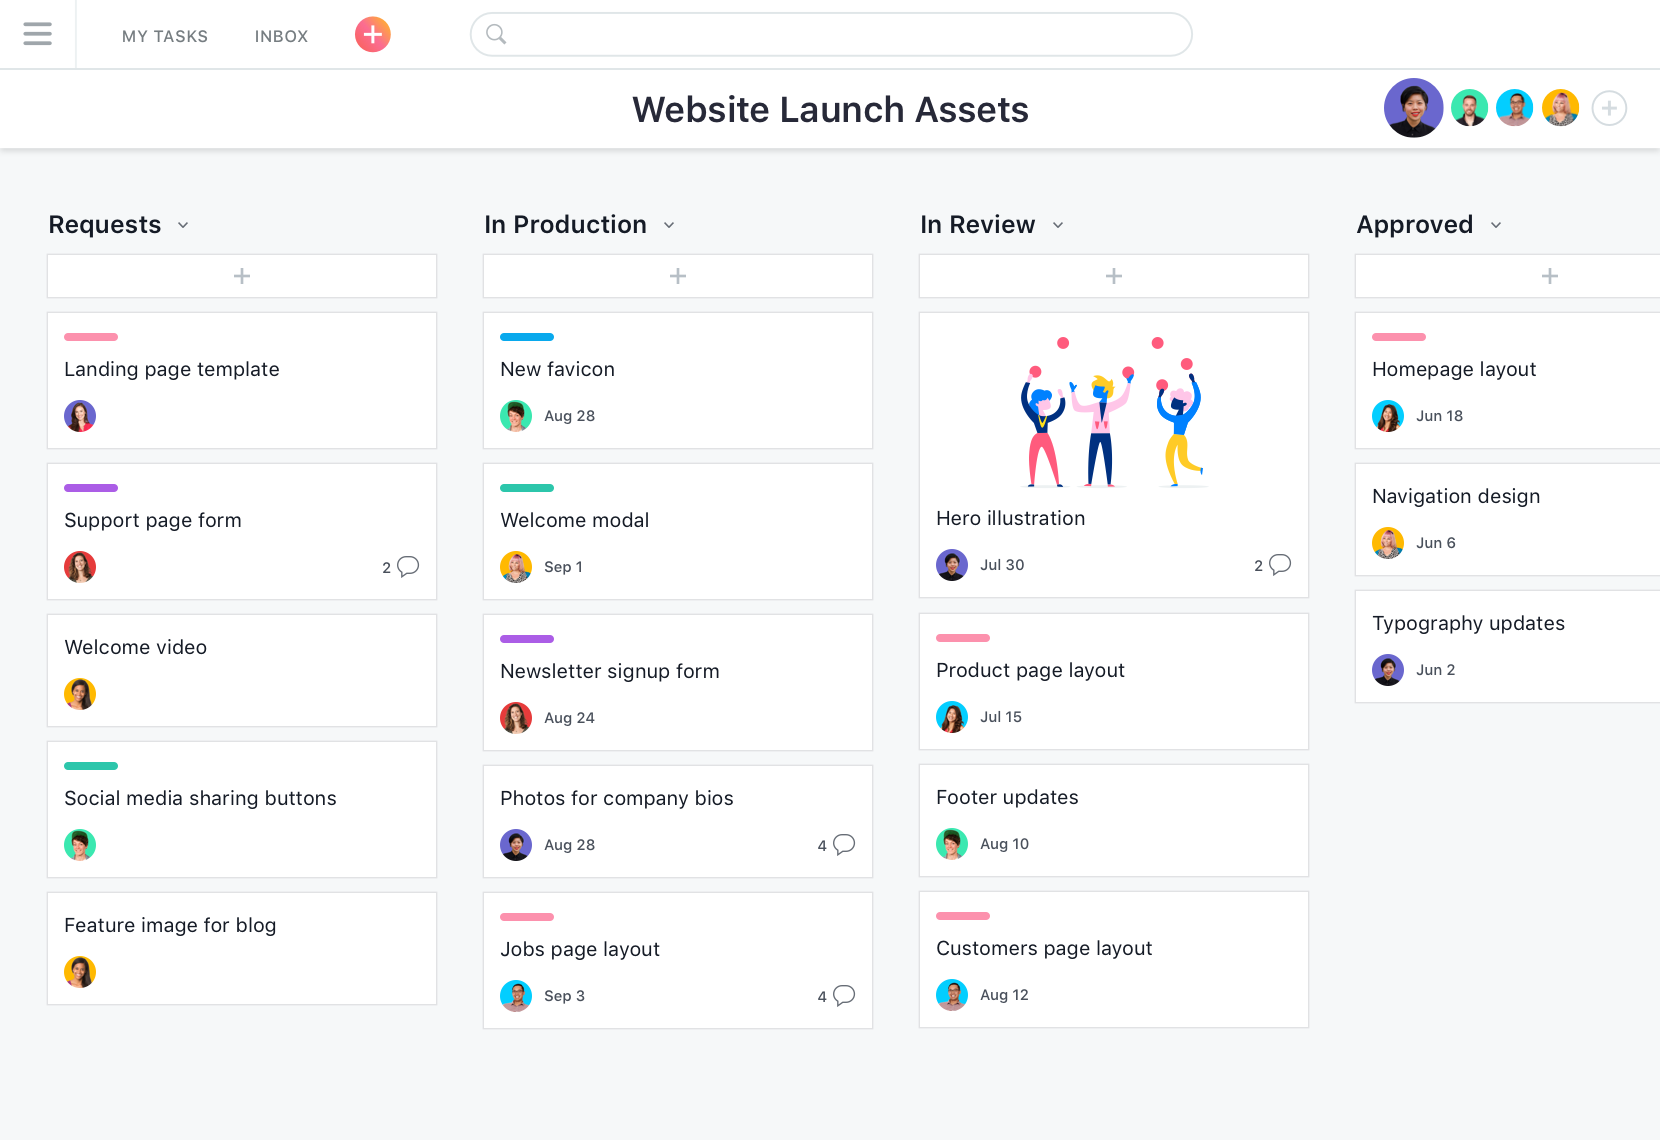 MY TASKS
INBOX
Website Launch Assets
Requests
Landing page template
Support page form
2
Welcome video
Social media sharing buttons
Feature image for blog
In Production
New favicon
Aug 28
Welcome modal
Sep 1
Newsletter signup form
Aug 24
Photos for company bios
Aug 28
4
Jobs page layout
Sep 3
4
In Review
Hero illustration
Jul 30
2
Product page layout
Jul 15
Footer updates
Aug 10
Customers page layout
Aug 12
Approved
Homepage layout
Jun 18
Navigation design
Jun 6
Typography updates
Jun 2